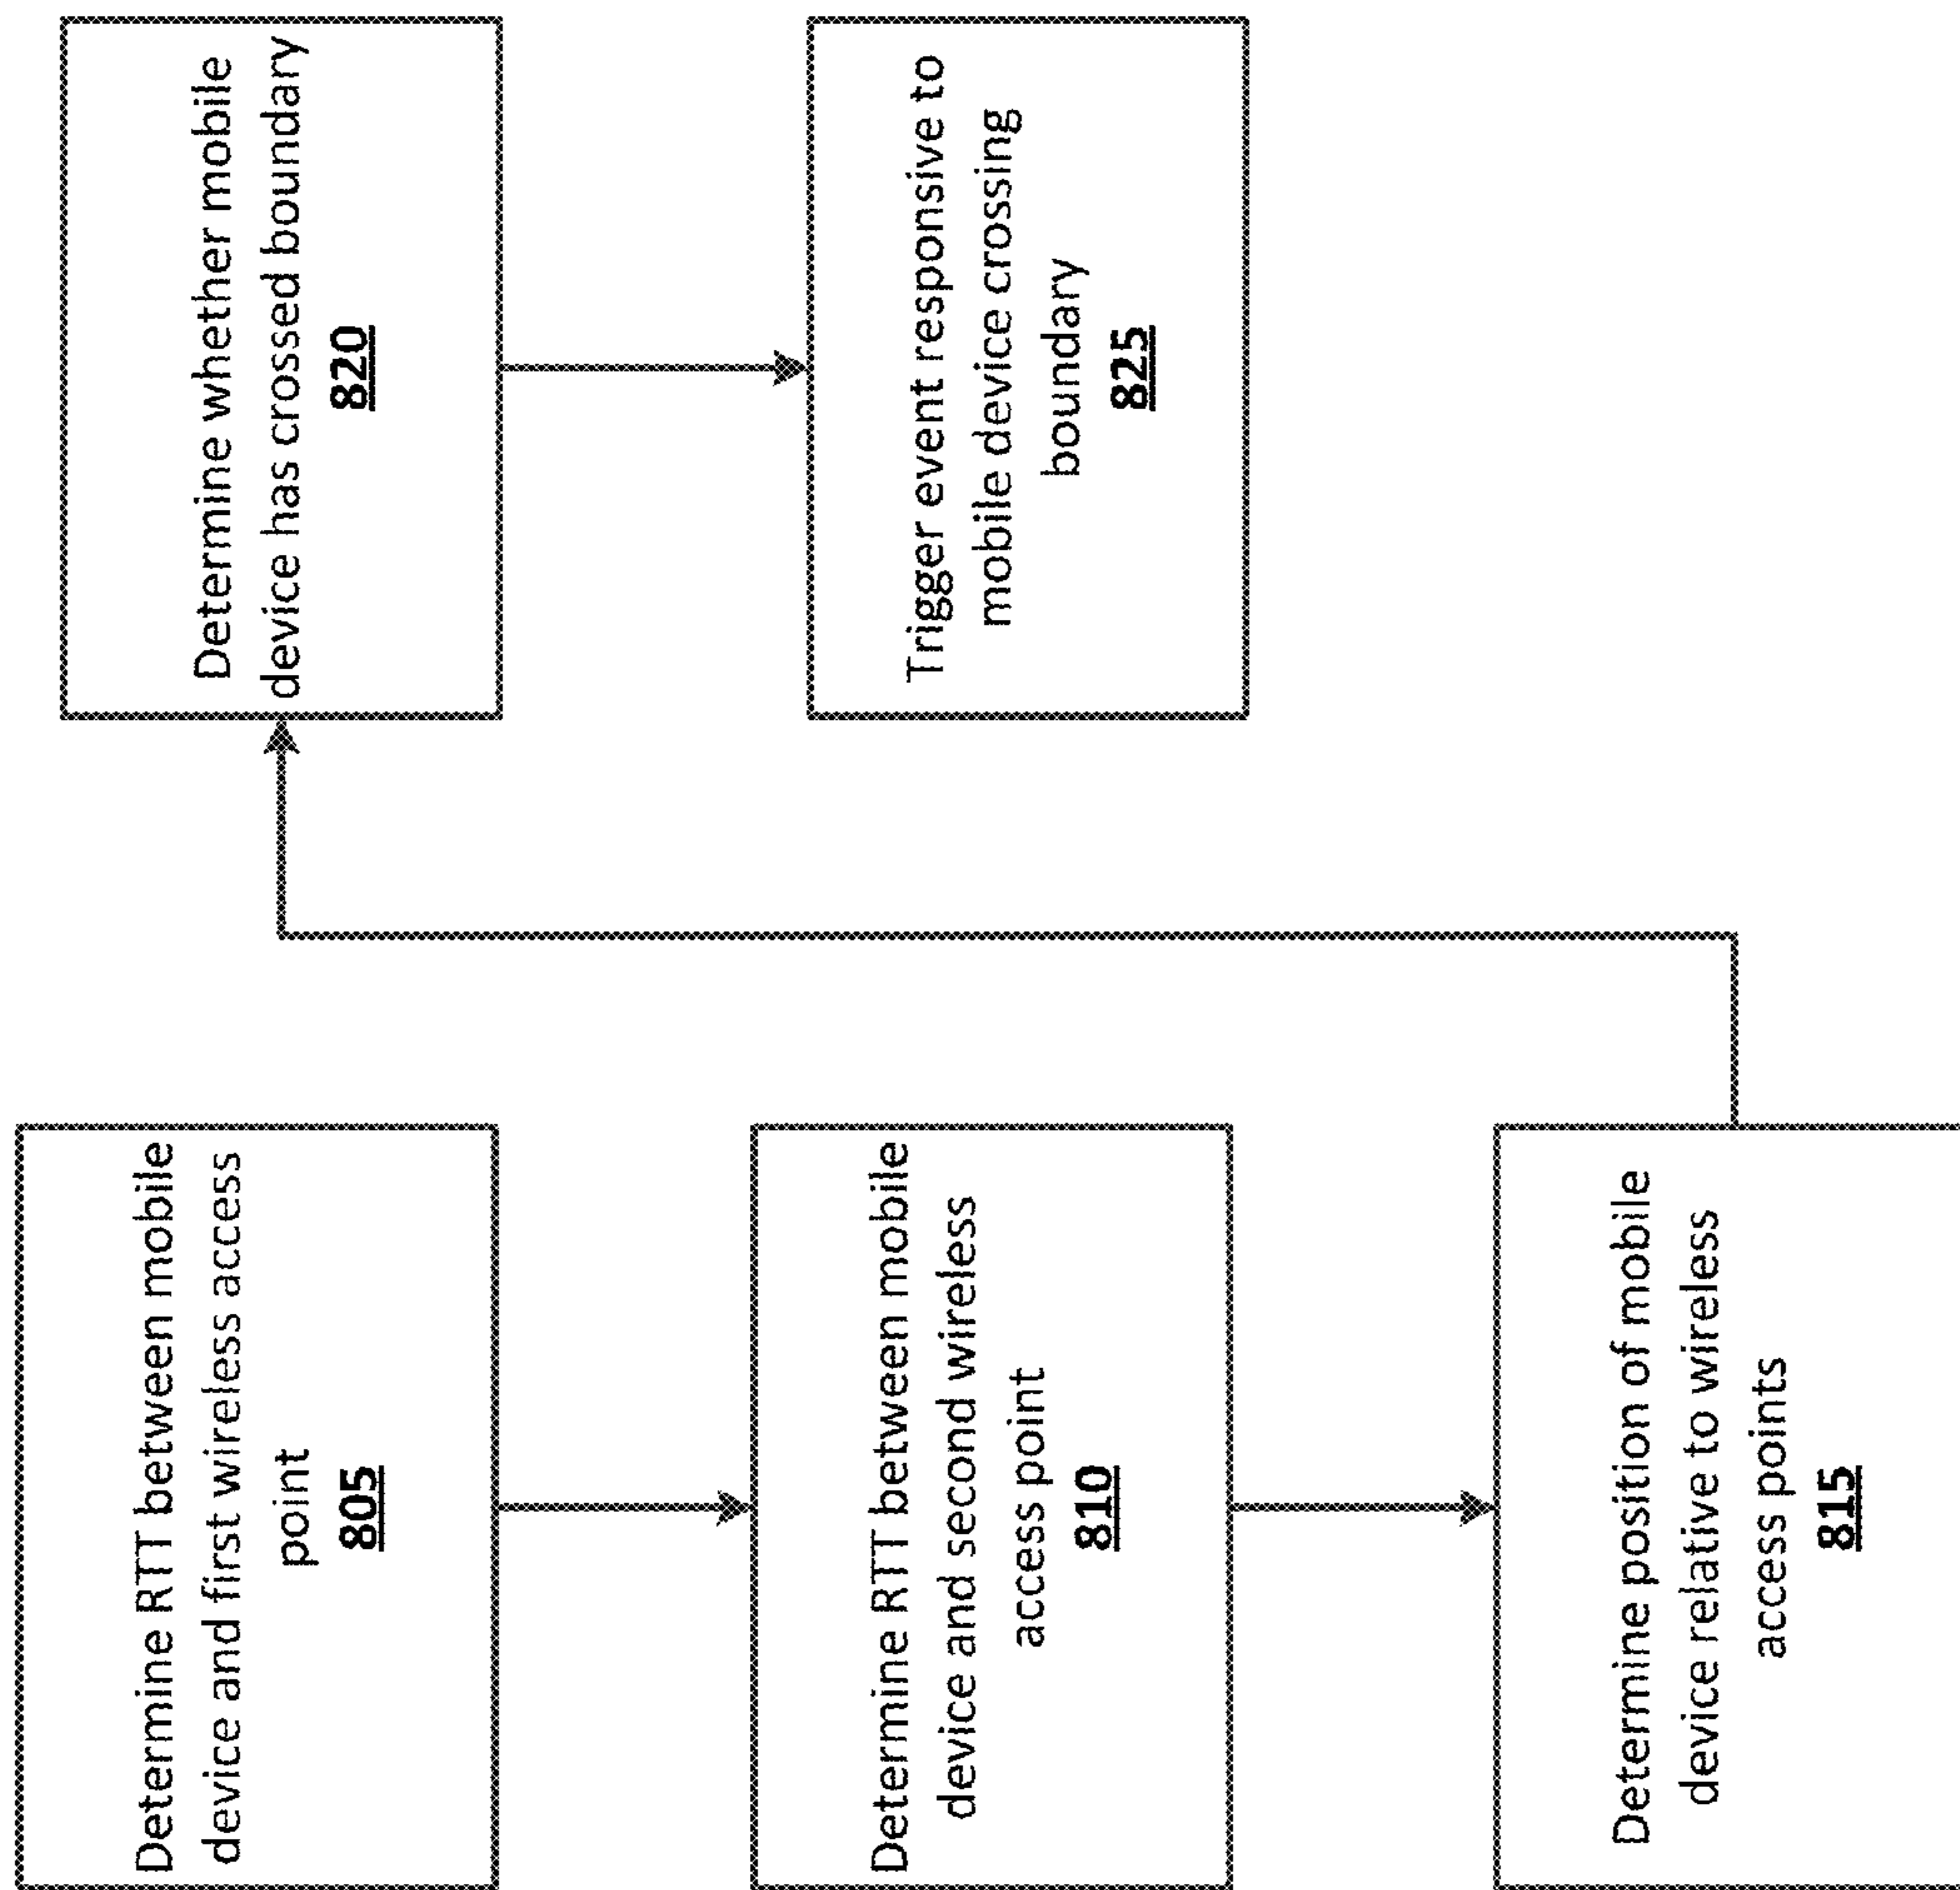 Determine RTT between mobile
device and first wireless access
point
805
Determine RTT between mobile
device and second wireless
access point
810
Determine position of mobile
device relative to wireless
access points
815
Determine whether mobile
device has crossed boundary
820
Trigger event responsive to
mobile device crossing
boundary
825